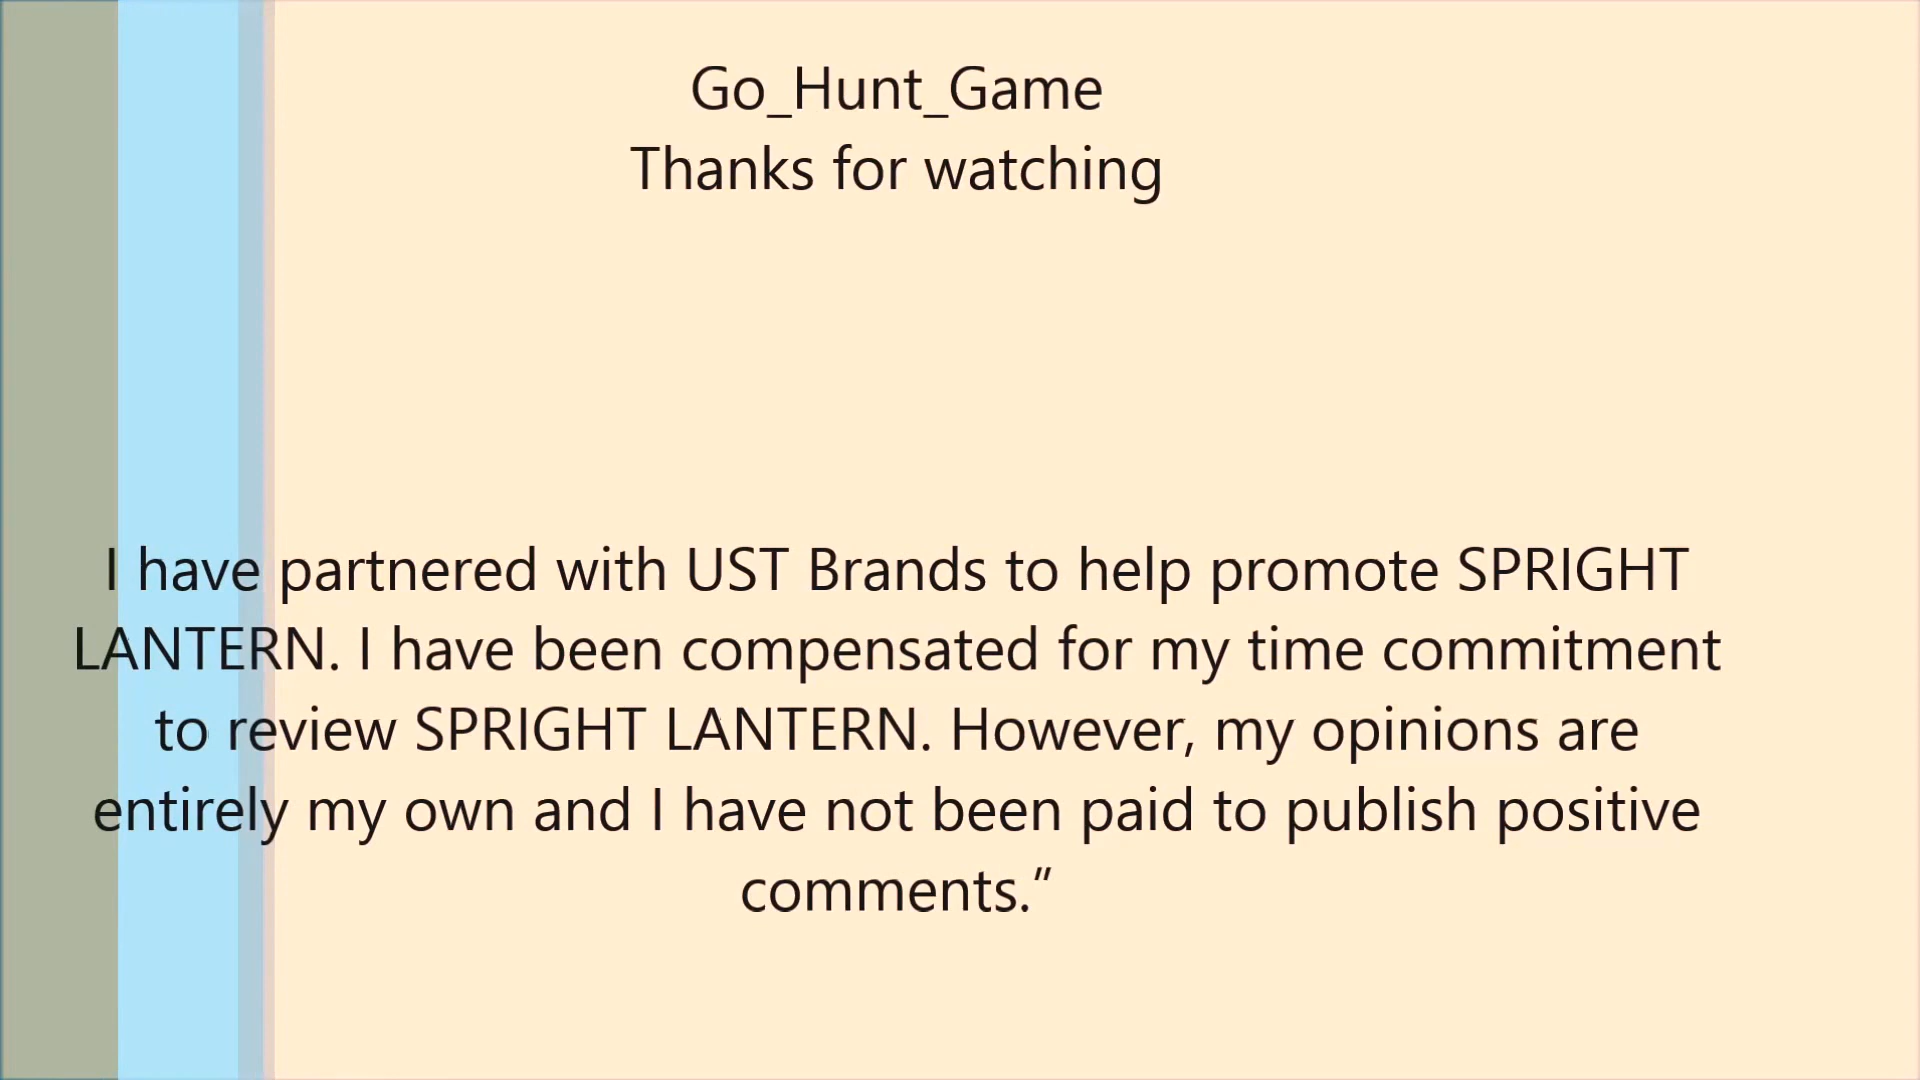 Go_Hunt_Game
Thanks for watching
I have partnered with UST Brands to help promote SPRIGHT
LANTERN. I have been compensated for my time commitment
to review SPRIGHT LANTERN. However, my opinions are
entirely my own and I have not been paid to publish positive
comments.”